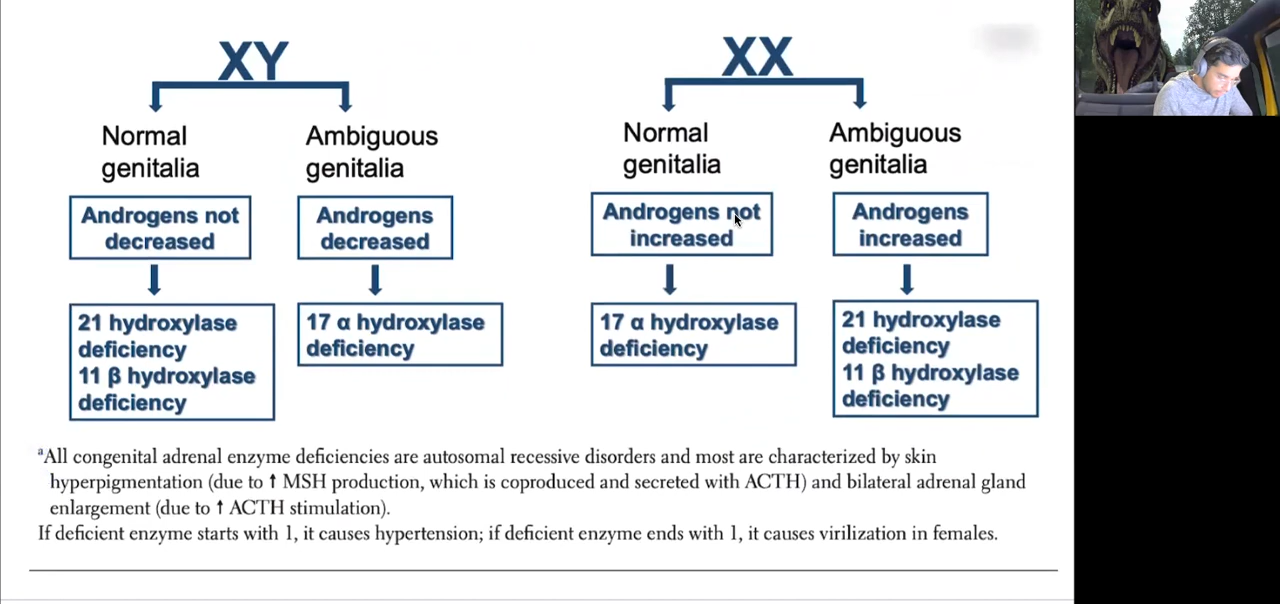 XY
Normal
genitalia
Androgens not
decreased
21 hydroxylase
deficiency
11 β hydroxylase
deficiency
Ambiguous
genitalia
Androgens
decreased
17 α hydroxylase
deficiency
XX
Normal
genitalia
Androgens not
increased
17 α hydroxylase
deficiency
Ambiguous
genitalia
Androgens
increased
21 hydroxylase
deficiency
11 β hydroxylase
deficiency
ᵃAll congenital adrenal enzyme deficiencies are autosomal recessive disorders and most are characterized by skin
hyperpigmentation (due to ↑ MSH production, which is coproduced and secreted with ACTH) and bilateral adrenal gland
enlargement (due to ↑ ACTH stimulation).
If deficient enzyme starts with 1, it causes hypertension; if deficient enzyme ends with 1, it causes virilization in females.